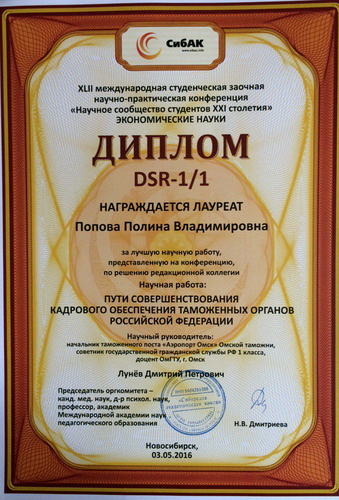 СибАК
www.sibac.info
XLII международная студенческая заочная
научно-практическая конференция
«Научное сообщество студентов XXI столетия»
ЭКОНОМИЧЕСКИЕ НАУКИ
ДИПЛОМ
DSR-1/1
НАГРАЖДАЕТСЯ ЛАУРЕАТ
Попова Полина Владимировна
за лучшую научную работу,
представленную на конференцию,
по решению редакционной коллегии
Научная работа:
ПУТИ СОВЕРШЕНСТВОВАНИЯ
КАДРОВОГО ОБЕСПЕЧЕНИЯ ТАМОЖЕННЫХ ОРГАНОВ
РОССИЙСКОЙ ФЕДЕРАЦИИ
Научный руководитель:
начальник таможенного поста «Аэропорт Омск» Омской таможни,
советник государственной гражданской службы РФ 1 класса,
доцент ОмГТУ, г. Омск
Лунёв Дмитрий Петрович
Председатель оргкомитета –
канд. мед. наук, д-р психол. наук,
профессор, академик
Международной академии наук
педагогического образования
Н.В. Дмитриева
Новосибирск,
03.05.2016